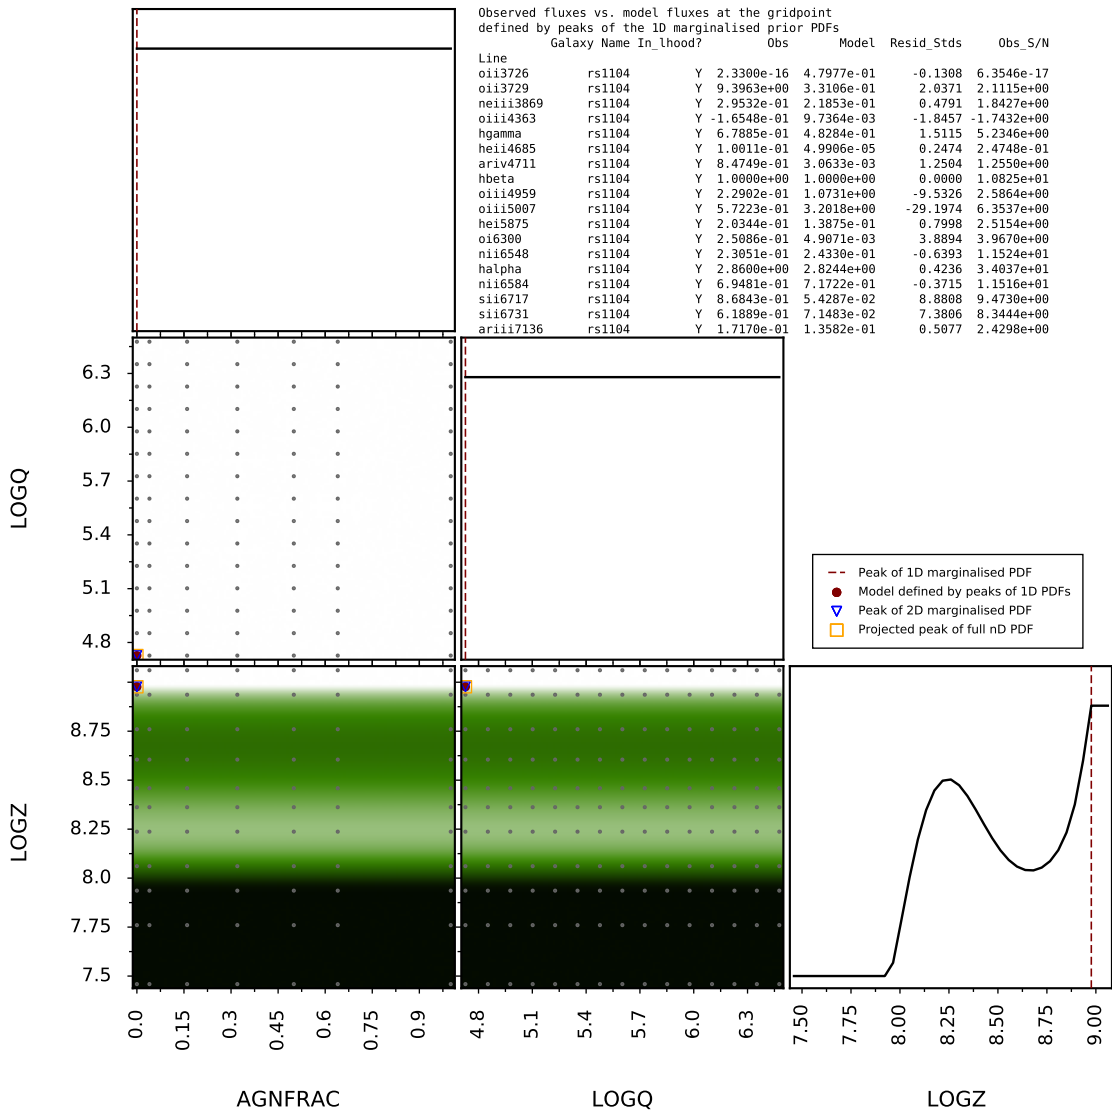 Observed fluxes vs. model fluxes at the gridpoint
defined by peaks of the 1D marginalised prior PDFs
Galaxy Name In_lhood? Obs Model Resid_Stds Obs_S/N
Line
oii3726 rs1104 Y 2.3300e-16 4.7977e-01 -0.1308 6.3546e-17
oii3729 rs1104 Y 9.3963e+00 3.3106e-01 2.0371 2.1115e+00
neiii3869 rs1104 Y 2.9532e-01 2.1853e-01 0.4791 1.8427e+00
oiii4363 rs1104 Y -1.6548e-01 9.7364e-03 -1.8457 -1.7432e+00
hgamma rs1104 Y 6.7885e-01 4.8284e-01 1.5115 5.2346e+00
heii4685 rs1104 Y 1.0011e-01 4.9906e-05 0.2474 2.4748e-01
ariv4711 rs1104 Y 8.4749e-01 3.0633e-03 1.2504 1.2550e+00
hbeta rs1104 Y 1.0000e+00 1.0000e+00 0.0000 1.0825e+01
oiii4959 rs1104 Y 2.2902e-01 1.0731e+00 -9.5326 2.5864e+00
oiii5007 rs1104 Y 5.7223e-01 3.2018e+00 -29.1974 6.3537e+00
hei5875 rs1104 Y 2.0344e-01 1.3875e-01 0.7998 2.5154e+00
oi6300 rs1104 Y 2.5086e-01 4.9071e-03 3.8894 3.9670e+00
nii6548 rs1104 Y 2.3051e-01 2.4330e-01 -0.6393 1.1524e+01
halpha rs1104 Y 2.8600e+00 2.8244e+00 0.4236 3.4037e+01
nii6584 rs1104 Y 6.9481e-01 7.1722e-01 -0.3715 1.1516e+01
sii6717 rs1104 Y 8.6843e-01 5.4287e-02 8.8808 9.4730e+00
sii6731 rs1104 Y 6.1889e-01 7.1483e-02 7.3806 8.3444e+00
ariii7136 rs1104 Y 1.7170e-01 1.3582e-01 0.5077 2.4298e+00
6.3
6.0
5.7
5.4
5.1
4.8
LOGQ
Peak of 1D marginalised PDF
Model defined by peaks of 1D PDFs
Peak of 2D marginalised PDF
Projected peak of full nD PDF
8.75
8.5
8.25
8.0
7.75
7.5
LOGZ
0.0 0.15 0.3 0.45 0.6 0.75 0.9
4.8 5.1 5.4 5.7 6.0 6.3
7.50 7.75 8.00 8.25 8.50 8.75 9.00
AGNFRAC LOGQ LOGZ